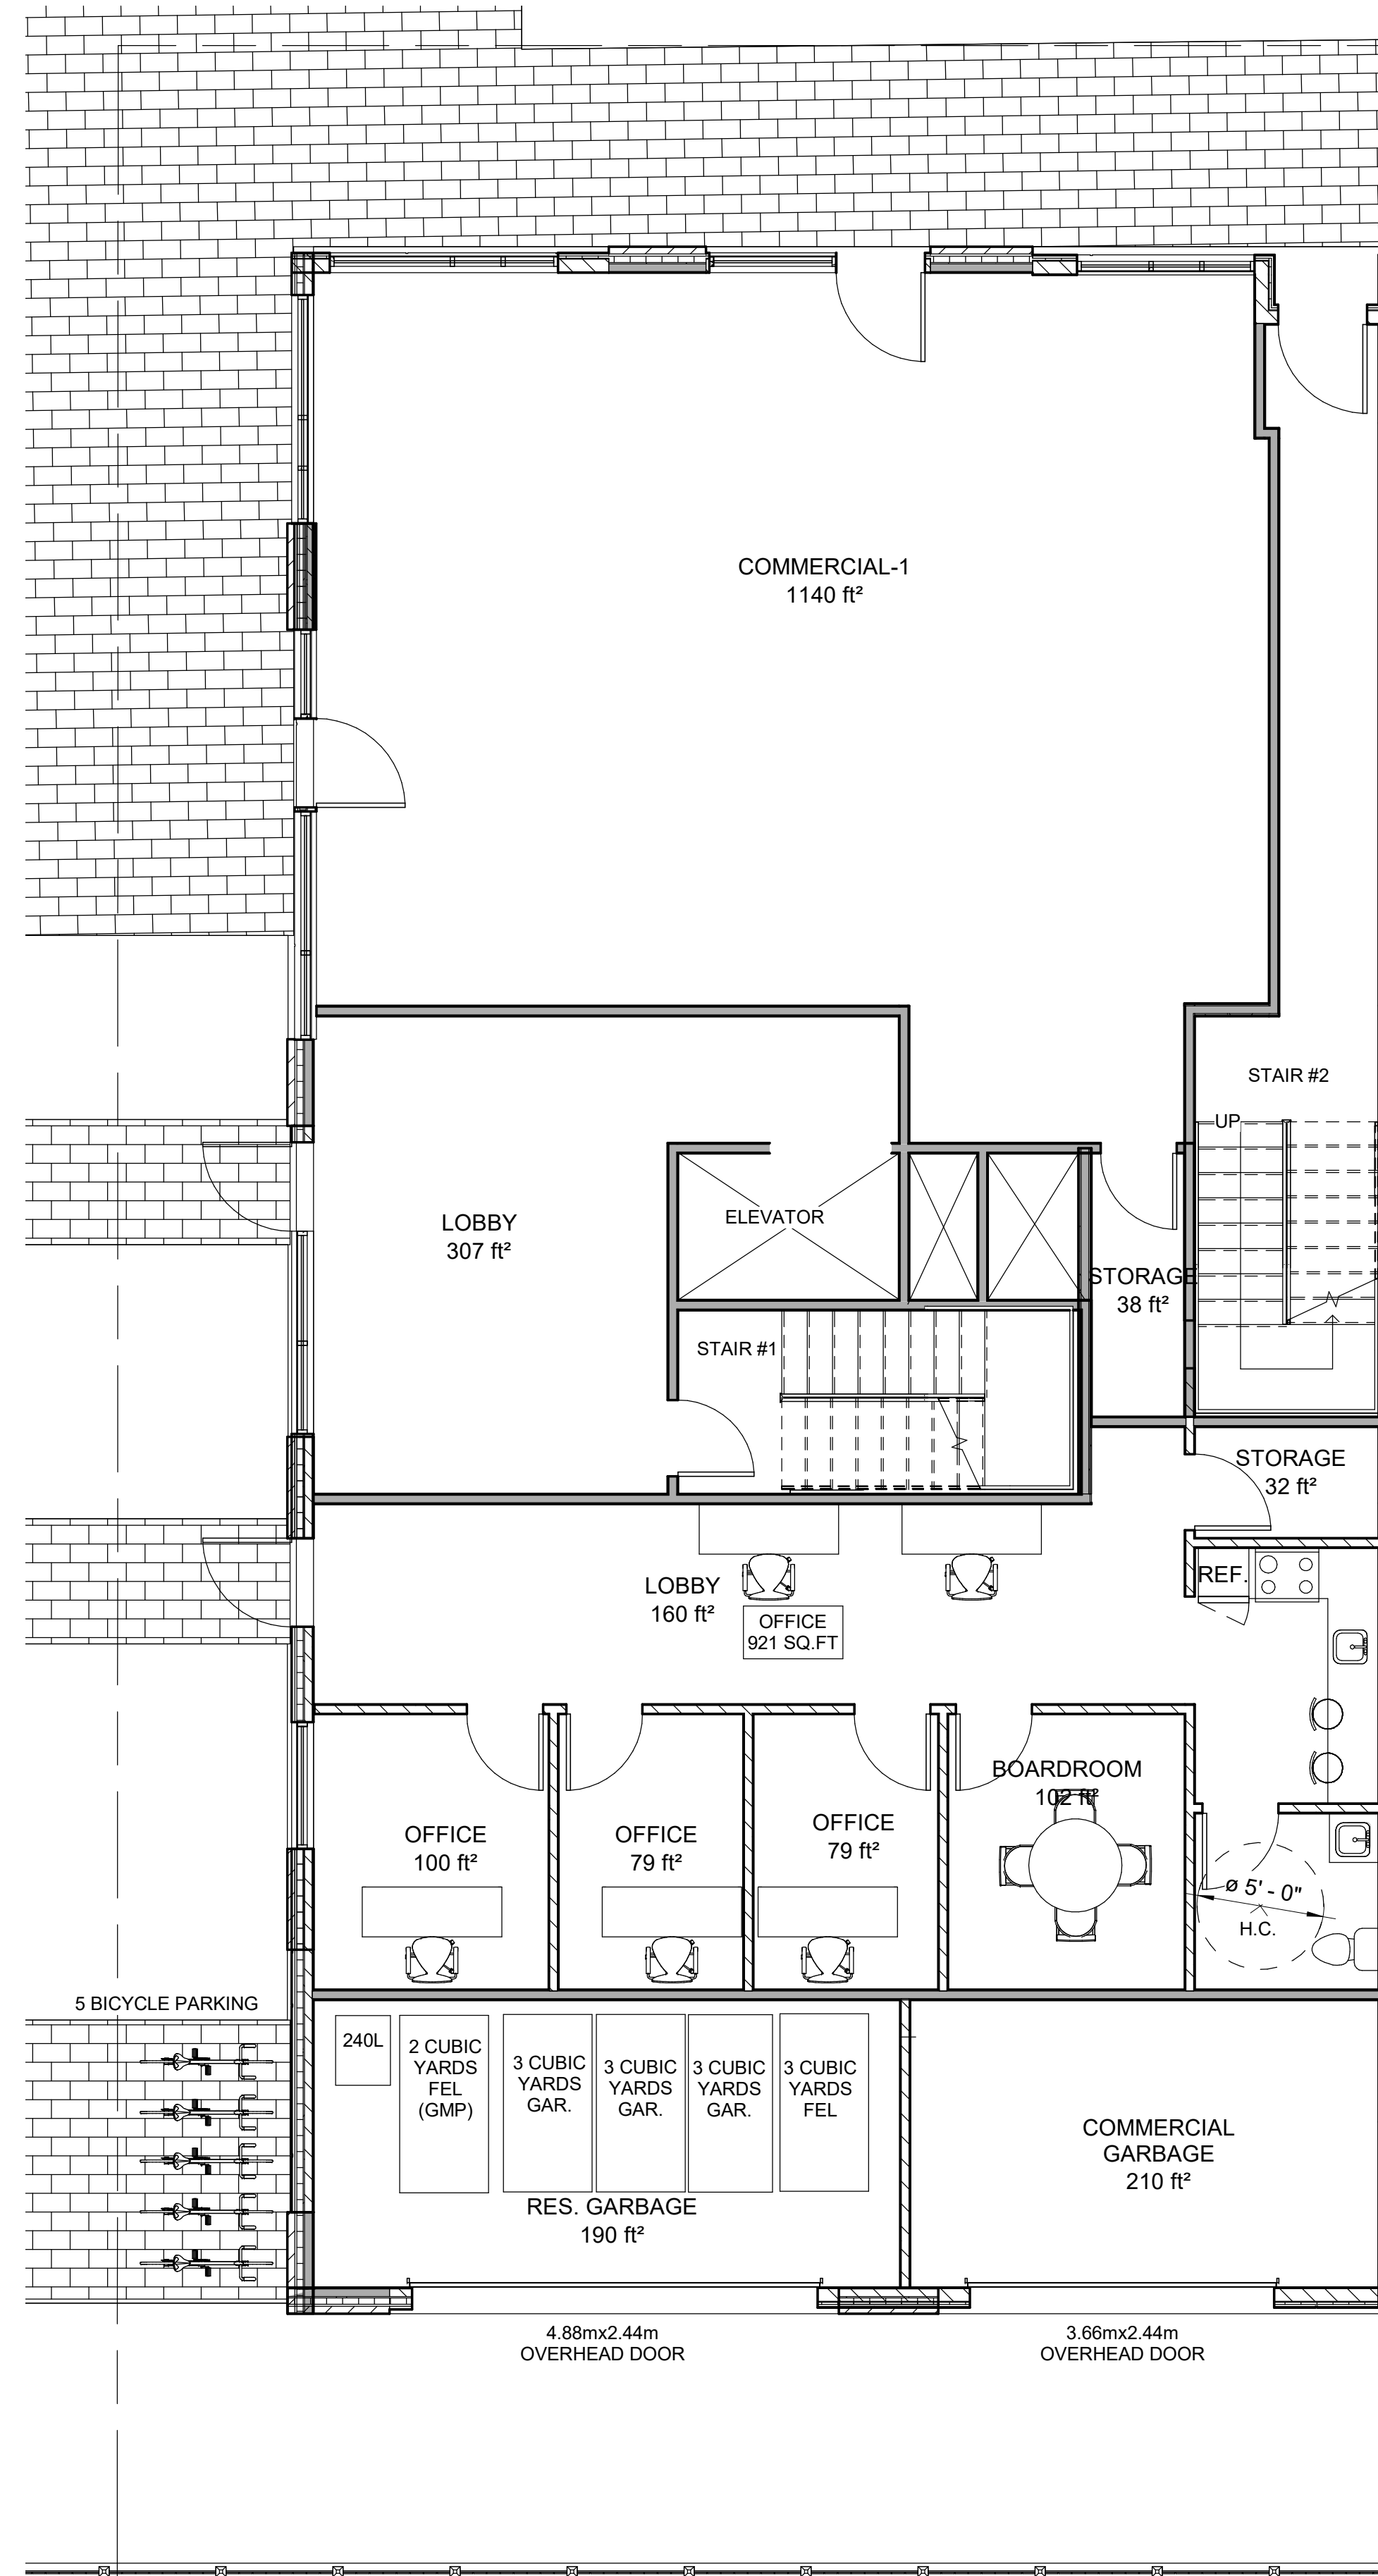 COMMERCIAL-1
1140 ft²
STAIR #2
UP
LOBBY
307 ft²
ELEVATOR
STORAGE
38 ft²
STAIR #1
STORAGE
32 ft²
REF.
LOBBY
160 ft²
OFFICE
921 SQ.FT
BOARDROOM
102 ft²
OFFICE
100 ft²
OFFICE
79 ft²
OFFICE
79 ft²
ø 5' - 0"
H.C.
5 BICYCLE PARKING
240L
2 CUBIC
YARDS
FEL
(GMP)
3 CUBIC
YARDS
GAR.
3 CUBIC
YARDS
GAR.
3 CUBIC
YARDS
GAR.
3 CUBIC
YARDS
FEL
COMMERCIAL
GARBAGE
210 ft²
RES. GARBAGE
190 ft²
4.88mx2.44m
OVERHEAD DOOR
3.66mx2.44m
OVERHEAD DOOR